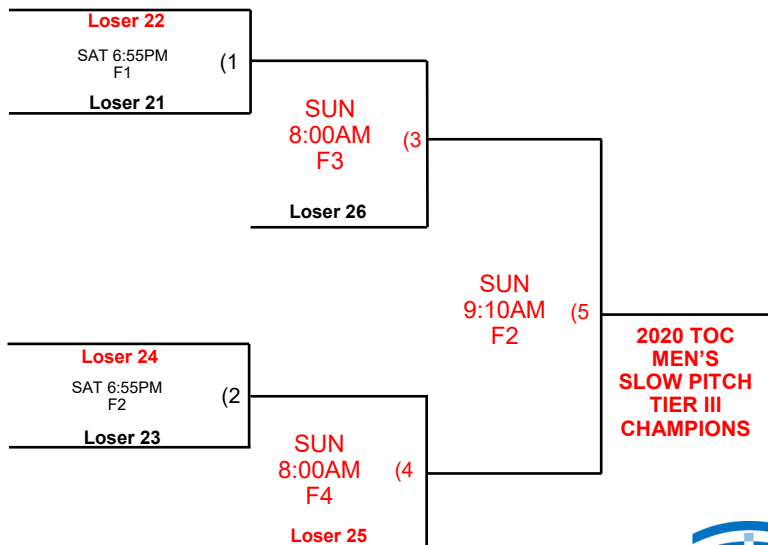 Loser 22
SAT 6:55PM
F1
(1
Loser 21
SUN
8:00AM
F3
(3
Loser 26
SUN
9:10AM
F2
(5
2020 TOC
MEN'S
SLOW PITCH
TIER III
CHAMPIONS
Loser 24
SAT 6:55PM
F2
(2
Loser 23
SUN
8:00AM
F4
(4
Loser 25